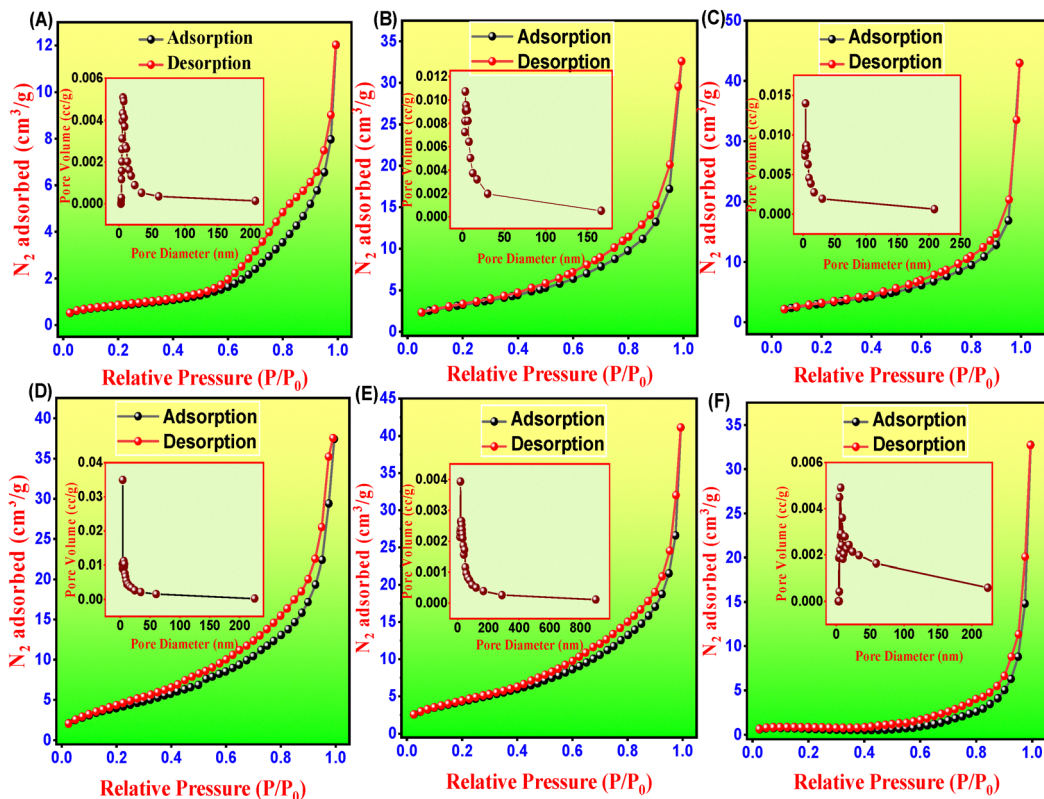 (A)
Adsorption
Desorption
N2 adsorbed (cm³/g)
12
10
8
6
4
2
0
0.0 0.2 0.4 0.6 0.8 1.0
Relative Pressure (P/P0)
Pore Volume (cc/g)
0.006
0.004
0.002
0.000
0 50 100 150 200
Pore Diameter (nm)
(B)
Adsorption
Desorption
N2 adsorbed (cm³/g)
35
30
25
20
15
10
5
0
0.0 0.2 0.4 0.6 0.8 1.0
Relative Pressure (P/P0)
Pore Volume (cc/g)
0.012
0.010
0.008
0.006
0.004
0.002
0.000
0 50 100 150
Pore Diameter (nm)
(C)
Adsorption
Desorption
N2 adsorbed (cm³/g)
50
40
30
20
10
0
0.0 0.2 0.4 0.6 0.8 1.0
Relative Pressure (P/P0)
Pore Volume (cc/g)
0.015
0.010
0.005
0.000
0 50 100 150 200 250
Pore Diameter (nm)
(D)
Adsorption
Desorption
N2 adsorbed (cm³/g)
40
35
30
25
20
15
10
5
0
0.0 0.2 0.4 0.6 0.8 1.0
Relative Pressure (P/P0)
Pore Volume (cc/g)
0.04
0.03
0.02
0.01
0.00
0 50 100 150 200
Pore Diameter (nm)
(E)
Adsorption
Desorption
N2 adsorbed (cm³/g)
45
40
35
30
25
20
15
10
5
0
0.0 0.2 0.4 0.6 0.8 1.0
Relative Pressure (P/P0)
Pore Volume (cc/g)
0.004
0.003
0.002
0.001
0.000
0 200 400 600 800
Pore Diameter (nm)
(F)
Adsorption
Desorption
N2 adsorbed (cm³/g)
35
30
25
20
15
10
5
0
0.0 0.2 0.4 0.6 0.8 1.0
Relative Pressure (P/P0)
Pore Volume (cc/g)
0.006
0.004
0.002
0.000
0 50 100 150 200
Pore Diameter (nm)